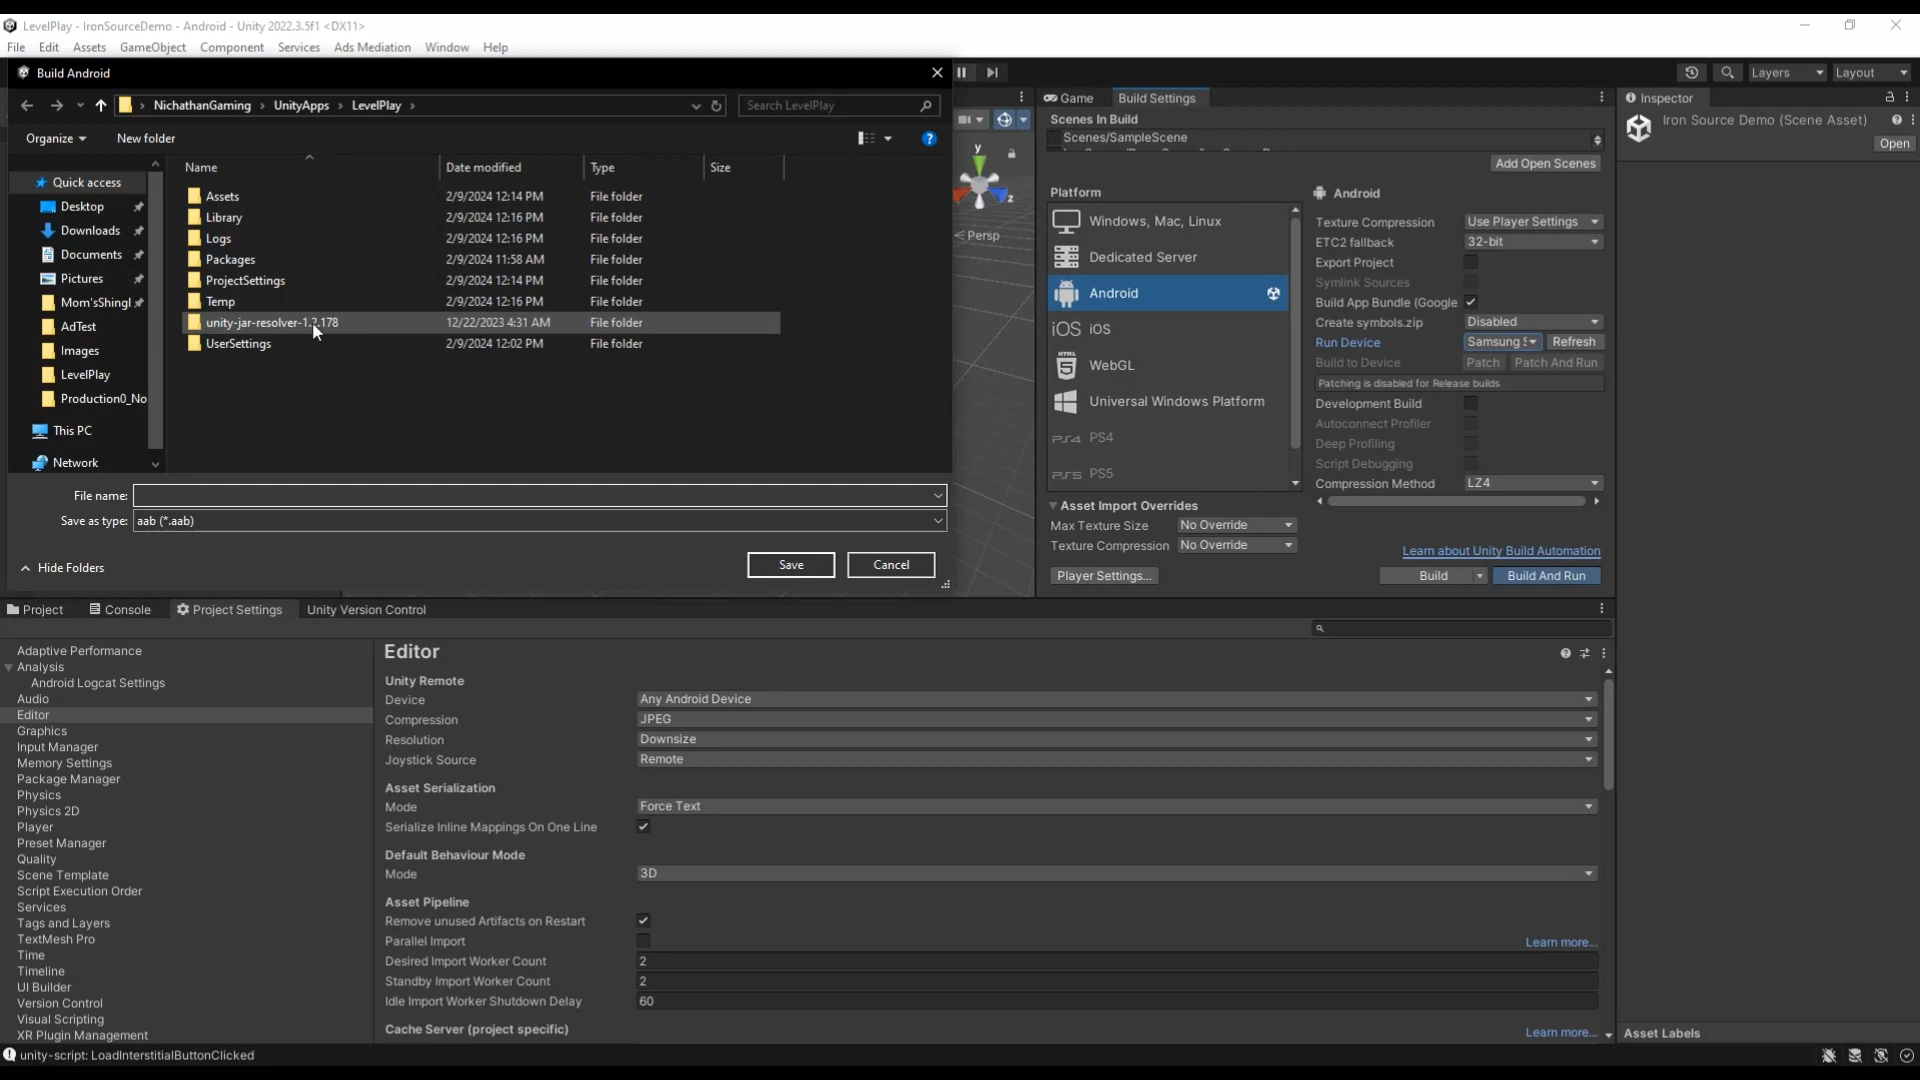 LevelPlay - IronSourceDemo - Android - Unity 2022.3.5f1 <DX11>
File Edit Assets GameObject Component Services Ads Mediation Window Help
Build Android
NichathanGaming UnityApps LevelPlay
Search LevelPlay
Organize New folder
Name Date modified Type Size
Assets 2/9/2024 12:14 PM File folder
Library 2/9/2024 12:16 PM File folder
Logs 2/9/2024 12:16 PM File folder
Packages 2/9/2024 11:58 AM File folder
ProjectSettings 2/9/2024 12:14 PM File folder
Temp 2/9/2024 12:16 PM File folder
unity-jar-resolver-1.2.178 12/22/2023 4:31 AM File folder
UserSettings 2/9/2024 12:02 PM File folder
Quick access
Desktop
Downloads
Documents
Pictures
Mom'sShingl
AdTest
Images
LevelPlay
Production0_No
This PC
Network
File name:
Save as type: aab (*.aab)
Hide Folders
Save Cancel
Layers Layout
y
z
Persp
Game Build Settings
Scenes In Build
Scenes/SampleScene
Add Open Scenes
Platform
Windows, Mac, Linux
Dedicated Server
Android
iOS iOS
HTML
WebGL
Universal Windows Platform
PS4 PS4
PS5 PS5
Asset Import Overrides
Max Texture Size No Override
Texture Compression No Override
Player Settings...
Android
Texture Compression Use Player Settings
ETC2 fallback 32-bit
Export Project
Symlink Sources
Build App Bundle (Google
Create symbols.zip Disabled
Run Device Samsung S Refresh
Build to Device Patch Patch And Run
Patching is disabled for Release builds
Development Build
Autoconnect Profiler
Deep Profiling
Script Debugging
Compression Method LZ4
Learn about Unity Build Automation
Build Build And Run
Inspector
Iron Source Demo (Scene Asset)
Open
Project Console Project Settings Unity Version Control
Adaptive Performance
Analysis
Android Logcat Settings
Audio
Editor
Graphics
Input Manager
Memory Settings
Package Manager
Physics
Physics 2D
Player
Preset Manager
Quality
Scene Template
Script Execution Order
Services
Tags and Layers
TextMesh Pro
Time
Timeline
UI Builder
Version Control
Visual Scripting
XR Plugin Management
Editor
Unity Remote
Device Any Android Device
Compression JPEG
Resolution Downsize
Joystick Source Remote
Asset Serialization
Mode Force Text
Serialize Inline Mappings On One Line
Default Behaviour Mode
Mode 3D
Asset Pipeline
Remove unused Artifacts on Restart
Parallel Import Learn more...
Desired Import Worker Count 2
Standby Import Worker Count 2
Idle Import Worker Shutdown Delay 60
Cache Server (project specific) Learn more...
Asset Labels
unity-script: LoadInterstitialButtonClicked